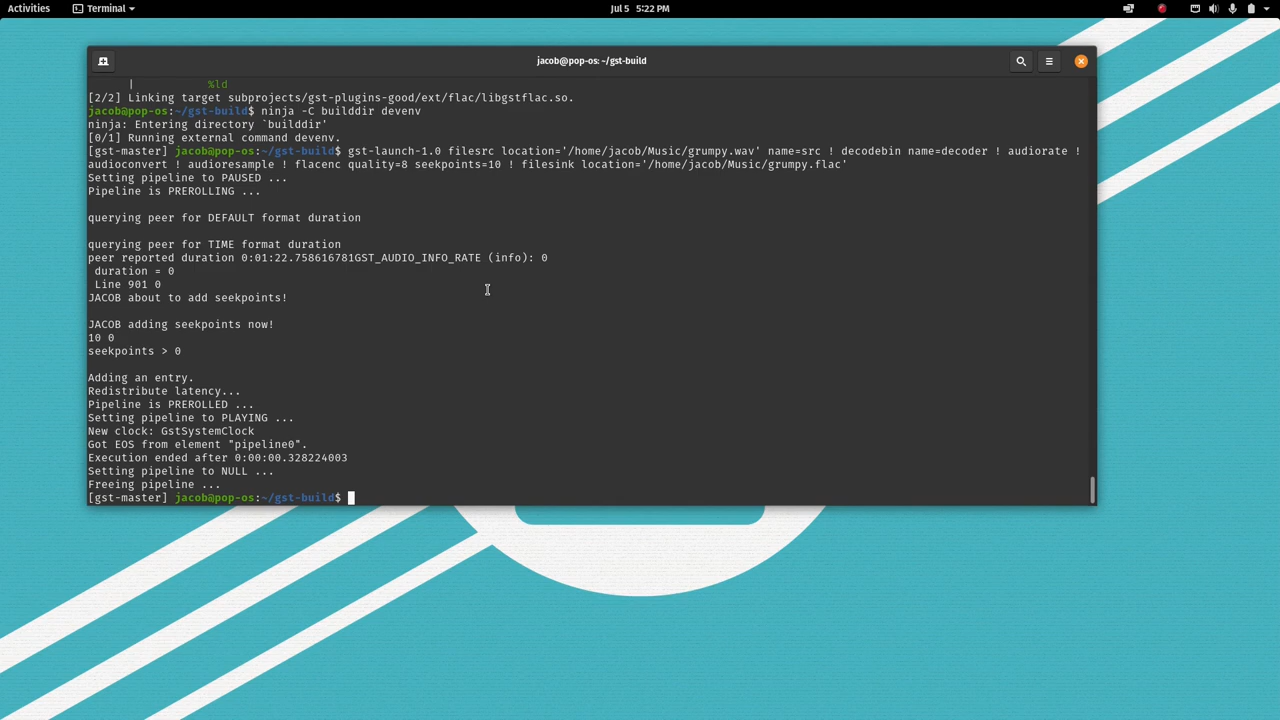 Activities Terminal Jul 5 5:22 PM
jacob@pop-os: ~/gst-build
| %ld
[2/2] Linking target subprojects/gst-plugins-good/ext/flac/libgstflac.so.
jacob@pop-os:~/gst-build$ ninja -C builddir devenv
ninja: Entering directory `builddir'
[0/1] Running external command devenv.
[gst-master] jacob@pop-os:~/gst-build$ gst-launch-1.0 filesrc location='/home/jacob/Music/grumpy.wav' name=src ! decodebin name=decoder ! audiorate !
audioconvert ! audioresample ! flacenc quality=8 seekpoints=10 ! filesink location='/home/jacob/Music/grumpy.flac'
Setting pipeline to PAUSED ...
Pipeline is PREROLLING ...
querying peer for DEFAULT format duration
querying peer for TIME format duration
peer reported duration 0:01:22.758616781GST_AUDIO_INFO_RATE (info): 0
duration = 0
Line 901 0
JACOB about to add seekpoints!
JACOB adding seekpoints now!
10 0
seekpoints > 0
Adding an entry.
Redistribute latency...
Pipeline is PREROLLED ...
Setting pipeline to PLAYING ...
New clock: GstSystemClock
Got EOS from element "pipeline0".
Execution ended after 0:00:00.328224003
Setting pipeline to NULL ...
Freeing pipeline ...
[gst-master] jacob@pop-os:~/gst-build$